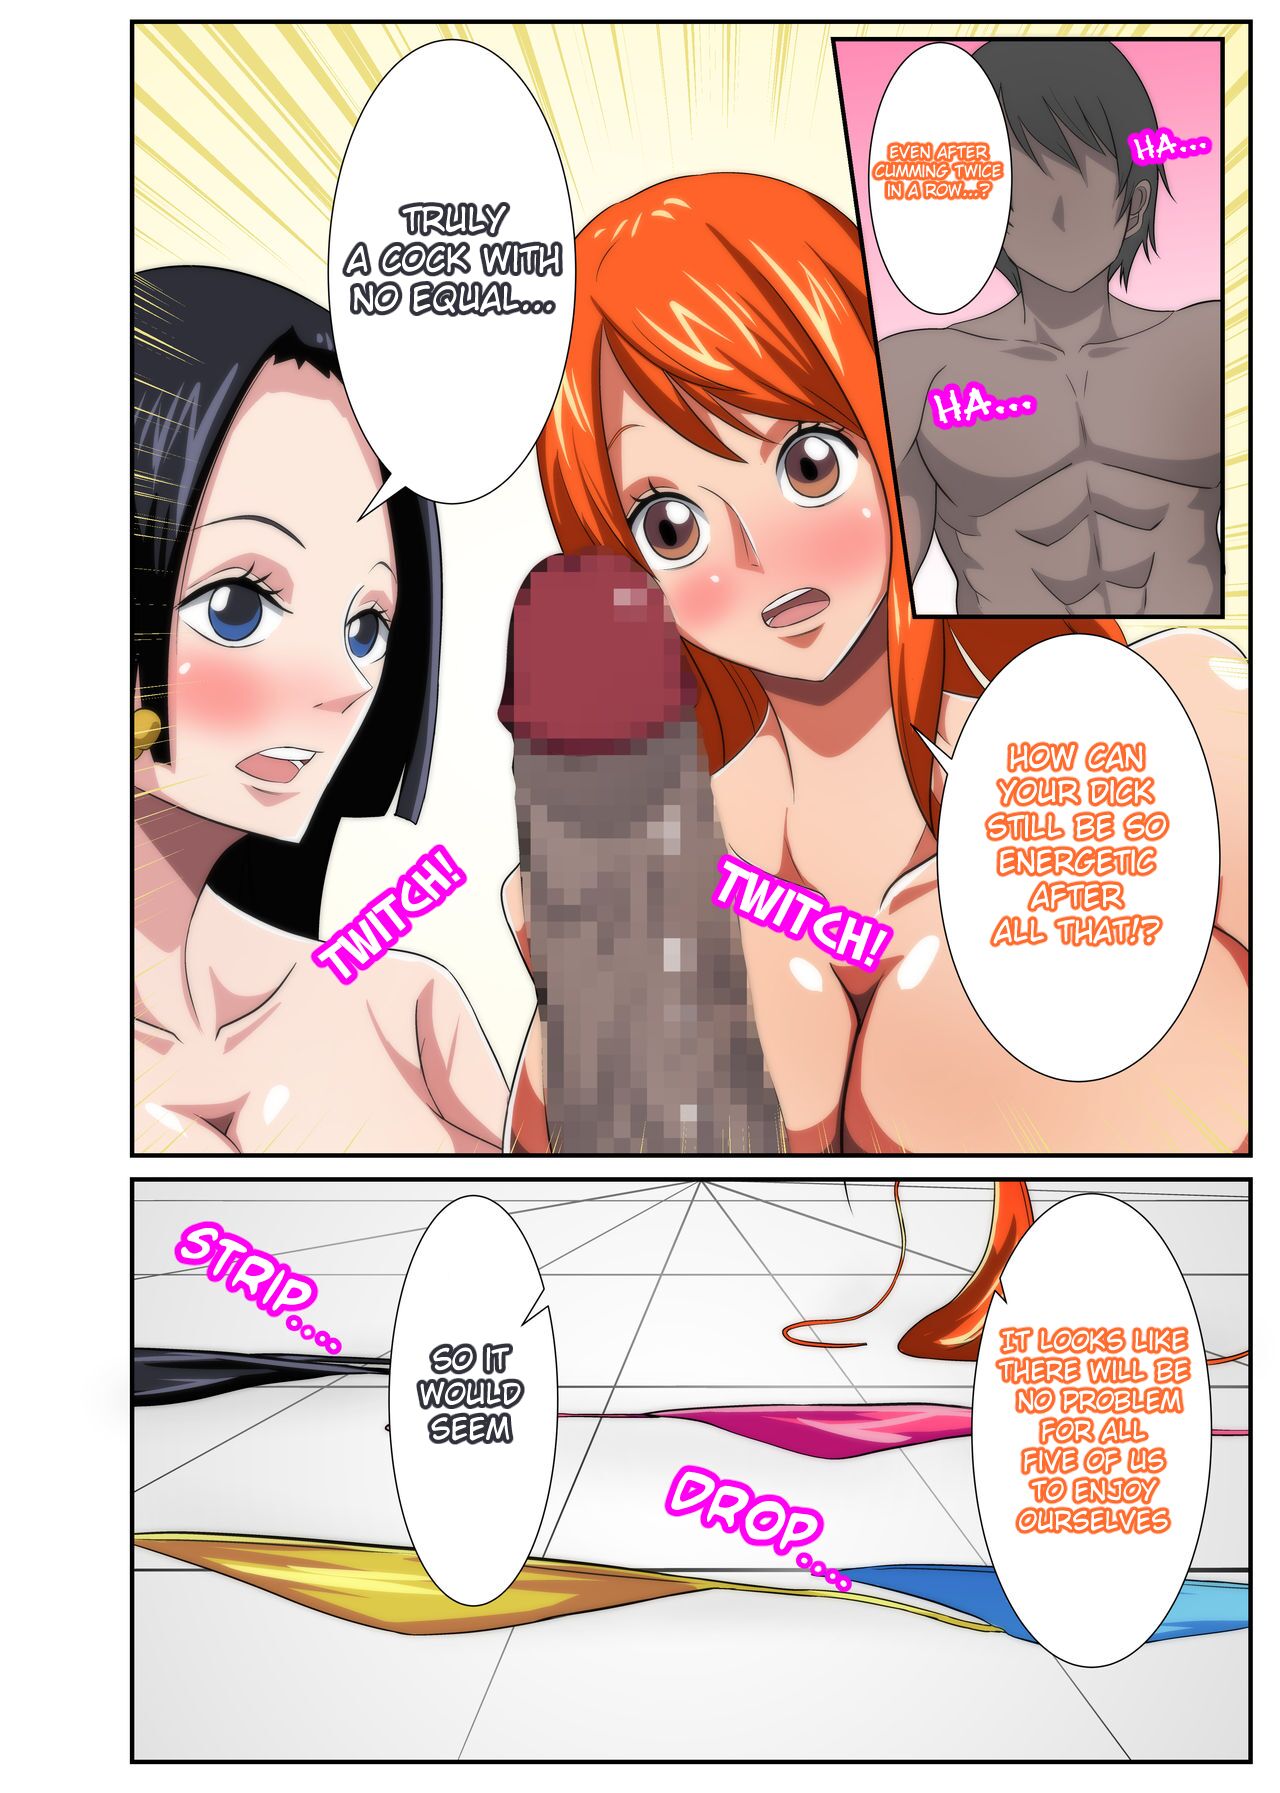 EVEN AFTER
CUMMING TWICE
IN A ROW...?
HA...
HA...
TRULY
A COCK WITH
NO EQUAL...
HOW CAN
YOUR DICK
STILL BE SO
ENERGETIC
AFTER
ALL THAT!?
TWITCH!
TWITCH!
IT LOOKS LIKE
THERE WILL BE
NO PROBLEM
FOR ALL
FIVE OF US
TO ENJOY
OURSELVES
STRIP....
SO IT
WOULD
SEEM
DROP....